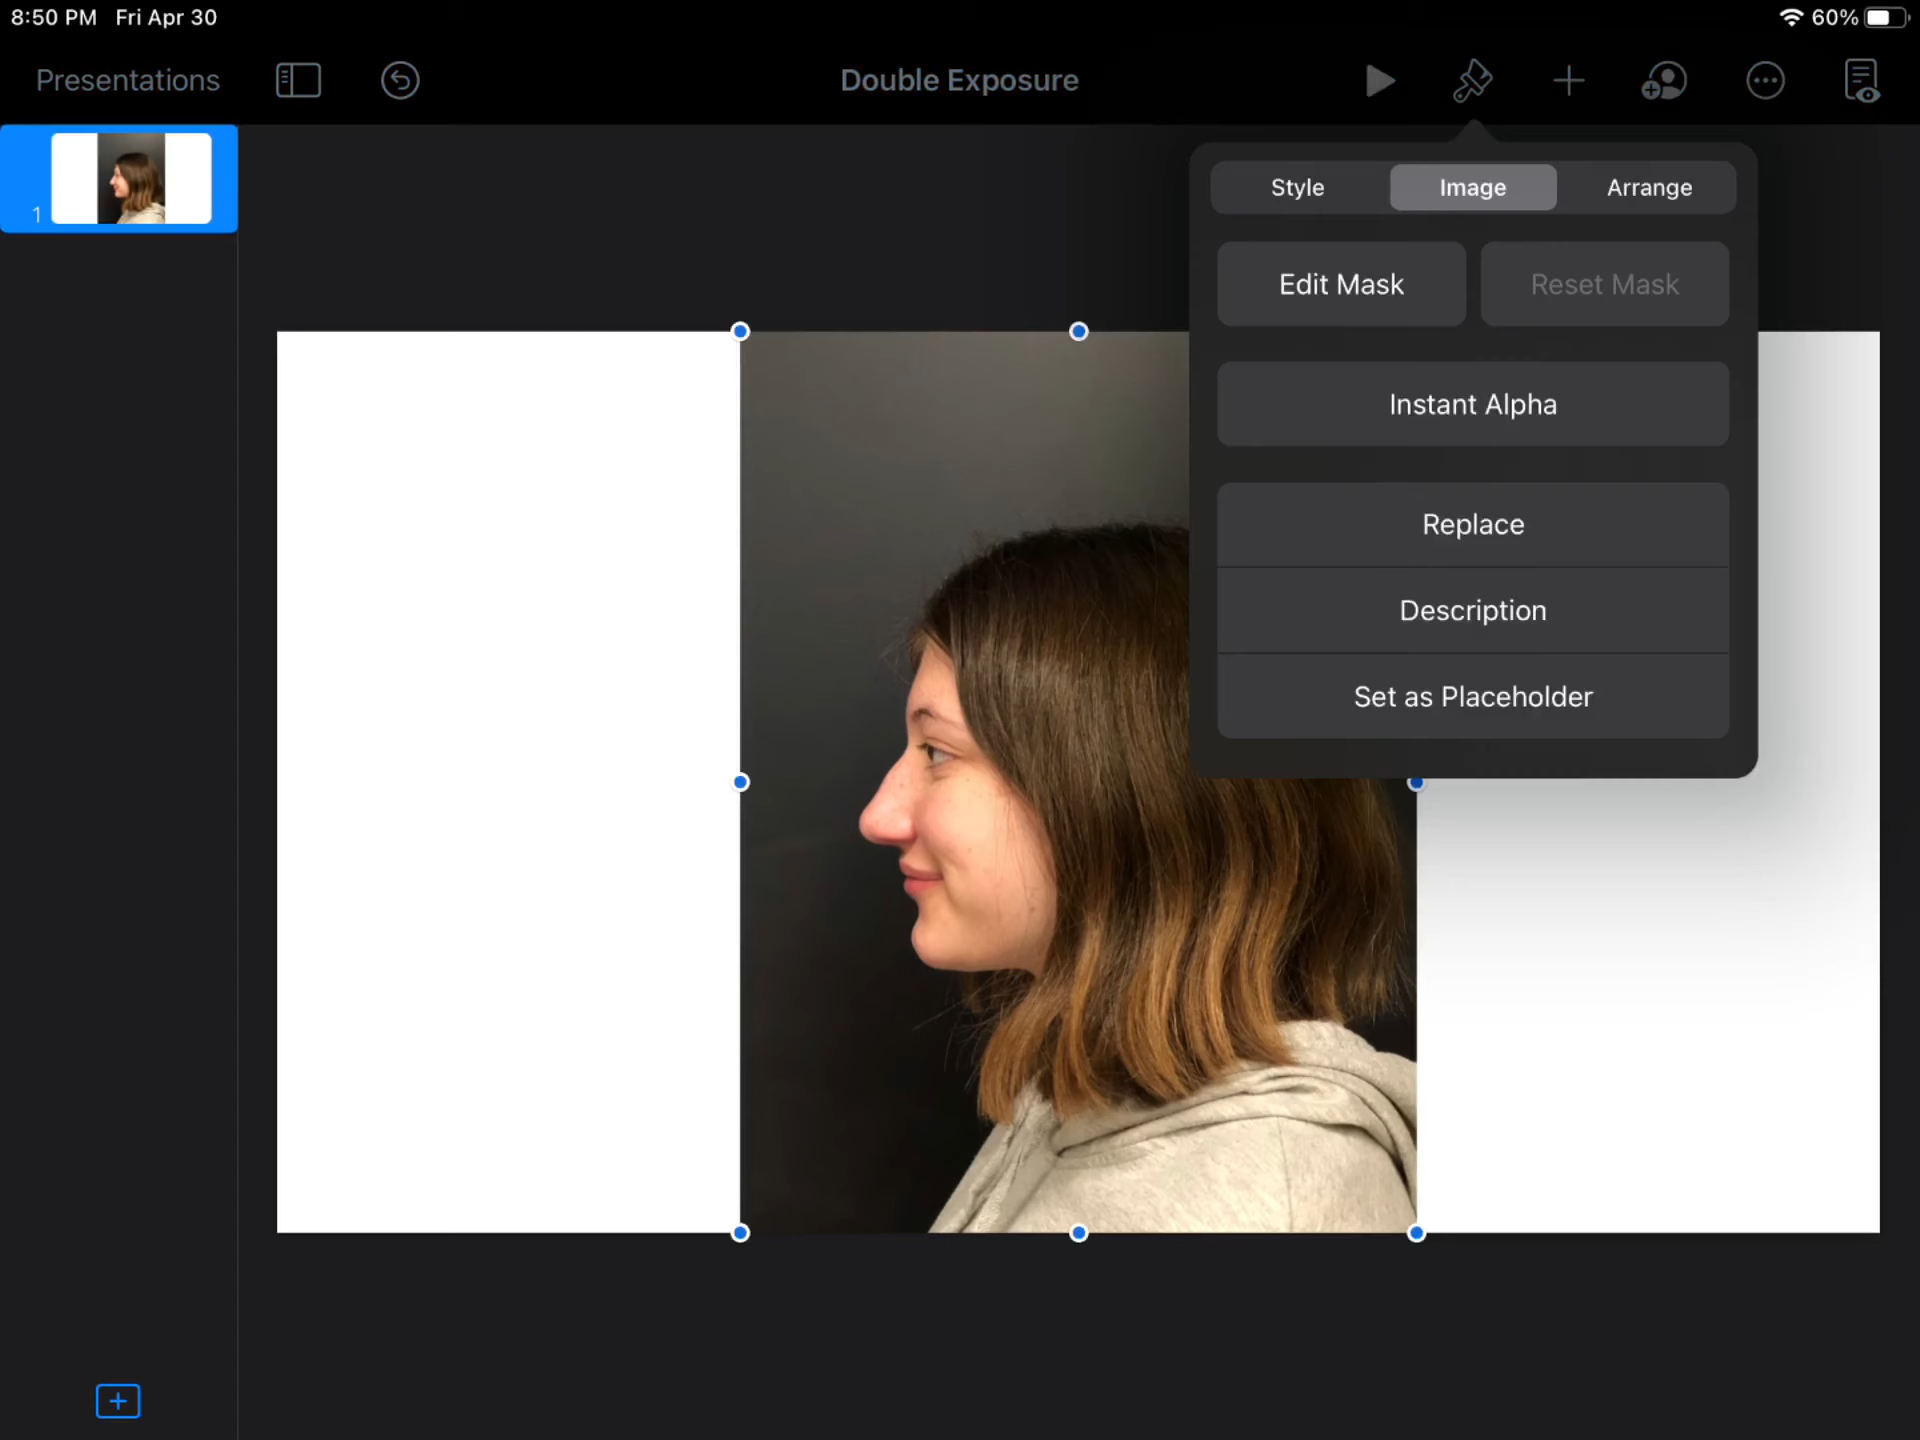 8:50 PM Fri Apr 30 60%
Presentations Double Exposure
Style Image Arrange
1
Edit Mask Reset Mask
Instant Alpha
Replace
Description
Set as Placeholder